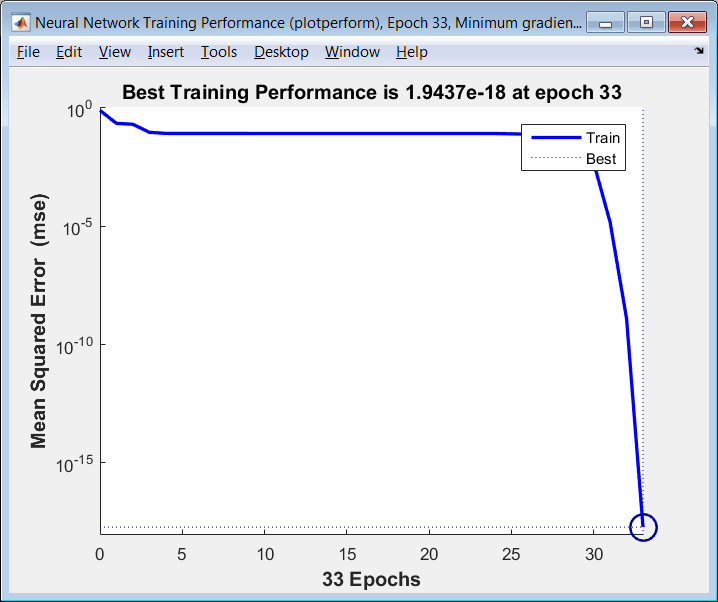 Neural Network Training Performance (plotperform), Epoch 33, Minimum gradien...
File Edit View Insert Tools Desktop Window Help
Best Training Performance is 1.9437e-18 at epoch 33
Train
Best
10^0
10^-5
10^-10
10^-15
Mean Squared Error (mse)
0 5 10 15 20 25 30
33 Epochs